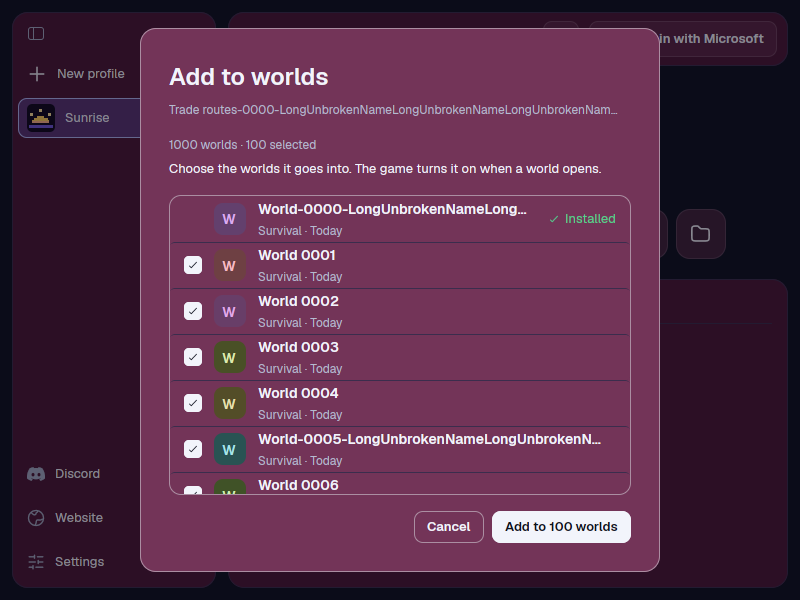 New profile
Sunrise
Discord
Website
Settings
in with Microsoft
Add to worlds
Trade routes-0000-LongUnbrokenNameLongUnbrokenNameLongUnbrokenNam…
1000 worlds · 100 selected
Choose the worlds it goes into. The game turns it on when a world opens.
W
World-0000-LongUnbrokenNameLong…
Survival · Today
Installed
W
World 0001
Survival · Today
W
World 0002
Survival · Today
W
World 0003
Survival · Today
W
World 0004
Survival · Today
W
World-0005-LongUnbrokenNameLongUnbrokenN…
Survival · Today
W
World 0006
Cancel
Add to 100 worlds